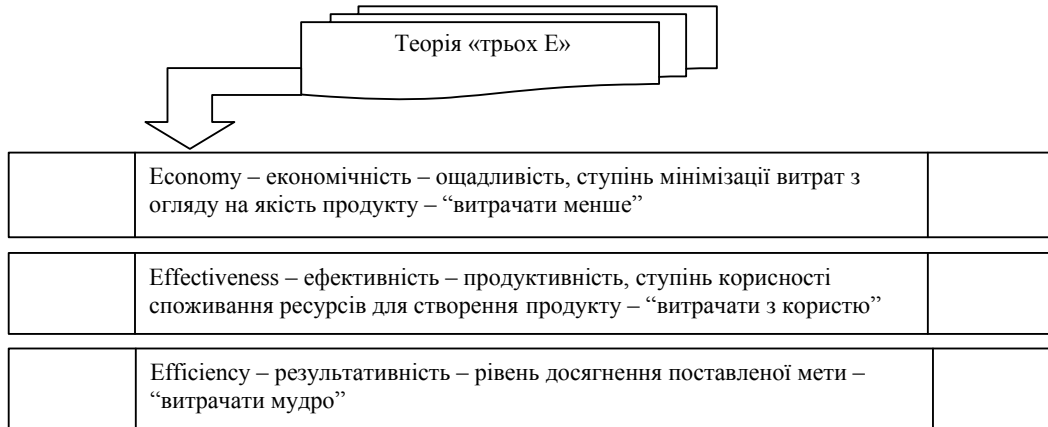 Теорія «трьох Е»
Economy – економічність – ощадливість, ступінь мінімізації витрат з
огляду на якість продукту – “витрачати менше”
Effectiveness – ефективність – продуктивність, ступінь корисності
споживання ресурсів для створення продукту – “витрачати з користю”
Efficiency – результативність – рівень досягнення поставленої мети –
“витрачати мудро”